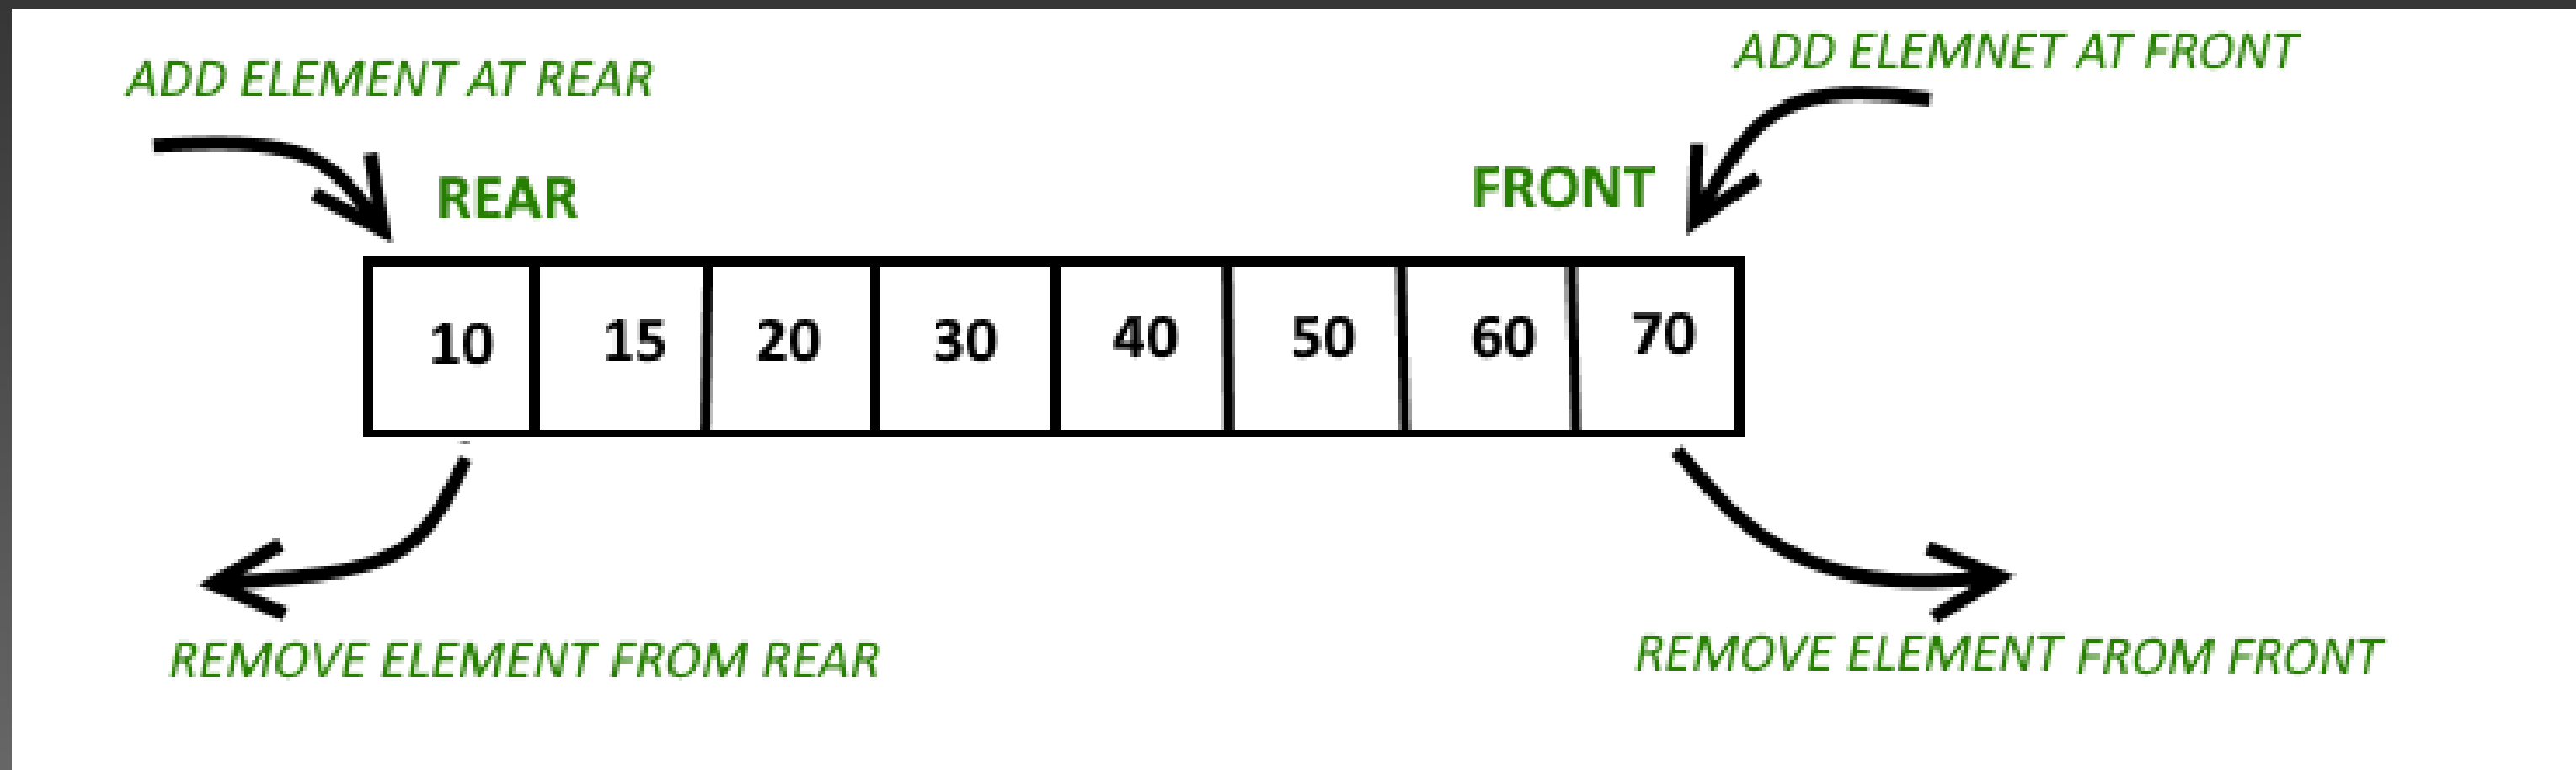 ADD ELEMENT AT REAR
ADD ELEMNET AT FRONT
REAR
FRONT
10 15 20 30 40 50 60 70
REMOVE ELEMENT FROM REAR
REMOVE ELEMENT FROM FRONT